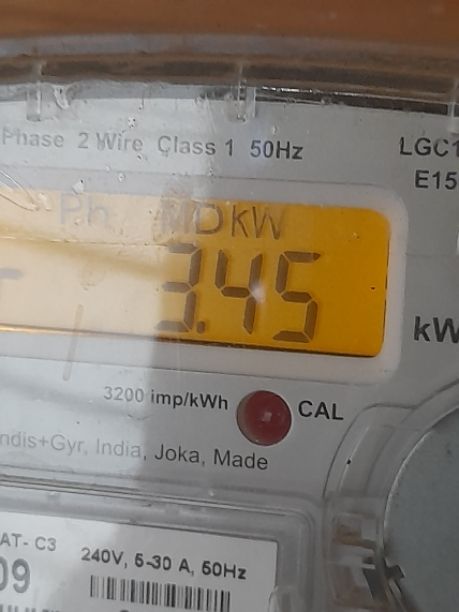 Phase 2 Wire Class 1 50Hz
LGC1
E15
Ph MD kW
3.45
kW
3200 imp/kWh
CAL
ndis+Gyr, India, Joka, Made
AT- C3
240V, 5-30 A, 50Hz
09